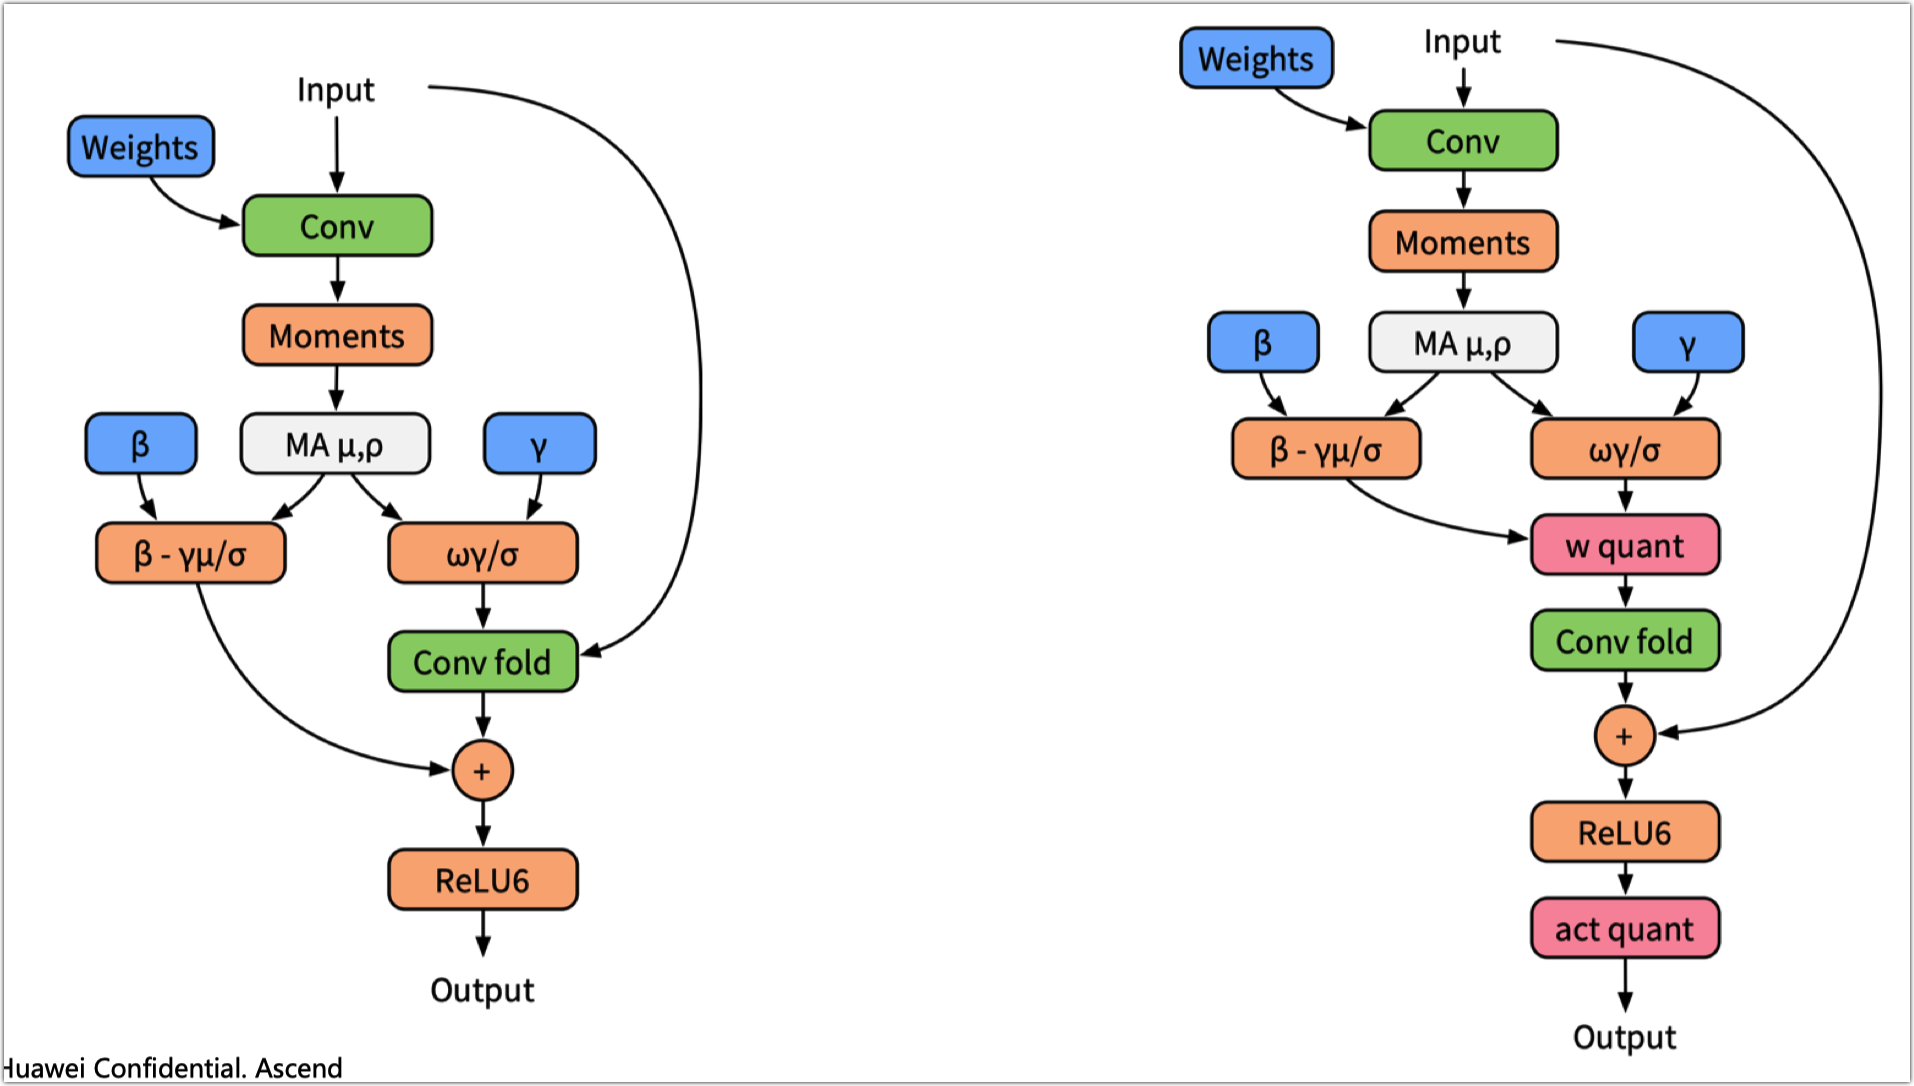 Input
Weights
Conv
Moments
β
MA μ,ρ
γ
β - γμ/σ
ωγ/σ
Conv fold
+
ReLU6
Output
Weights
Input
Conv
Moments
β
MA μ,ρ
γ
β - γμ/σ
ωγ/σ
w quant
Conv fold
+
ReLU6
act quant
Output
Huawei Confidential. Ascend